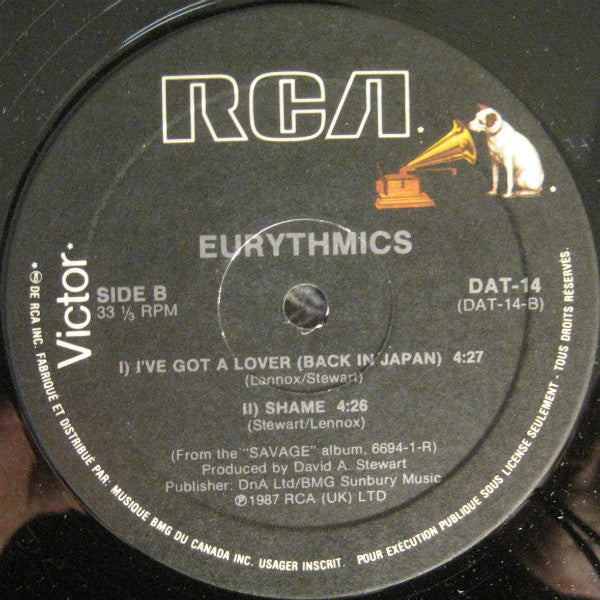 RCA
Victor
EURYTHMICS
SIDE B
33 ⅓ RPM
DAT-14
(DAT-14-B)
I) I'VE GOT A LOVER (BACK IN JAPAN) 4:27
(Lennox/Stewart)
II) SHAME 4:26
(Stewart/Lennox)
(From the "SAVAGE" album, 6694-1-R)
Produced by David A. Stewart
Publisher: DnA Ltd/BMG Sunbury Music
℗1987 RCA (UK) LTD
* DE RCA INC. FABRIQUÉ ET DISTRIBUÉ PAR. MUSIQUE BMG DU CANADA INC. USAGER INSCRIT. POUR EXÉCUTION PUBLIQUE SOUS LICENSE SEULEMENT - TOUS DROITS RÉSERVÉS.